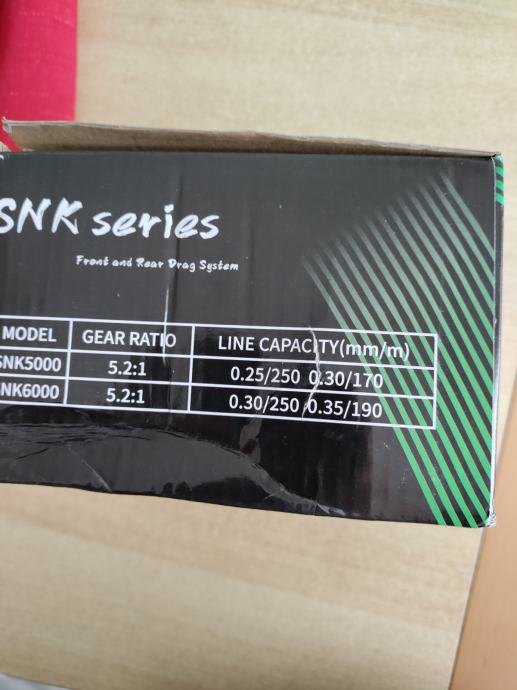 SNK series
Front and Rear Drag System
MODEL GEAR RATIO LINE CAPACITY(mm/m)
SNK5000 5.2:1 0.25/250 0.30/170
SNK6000 5.2:1 0.30/250 0.35/190